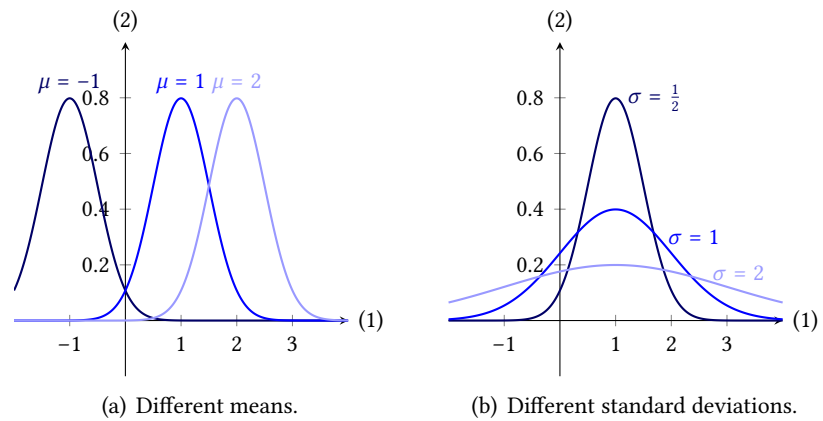 (2)
μ = −1
μ = 1
μ = 2
0.8
0.6
0.4
0.2
(1)
−1
1
2
3
(a) Different means.
(2)
σ = 1/2
0.8
0.6
0.4
σ = 1
σ = 2
0.2
(1)
−1
1
2
3
(b) Different standard deviations.